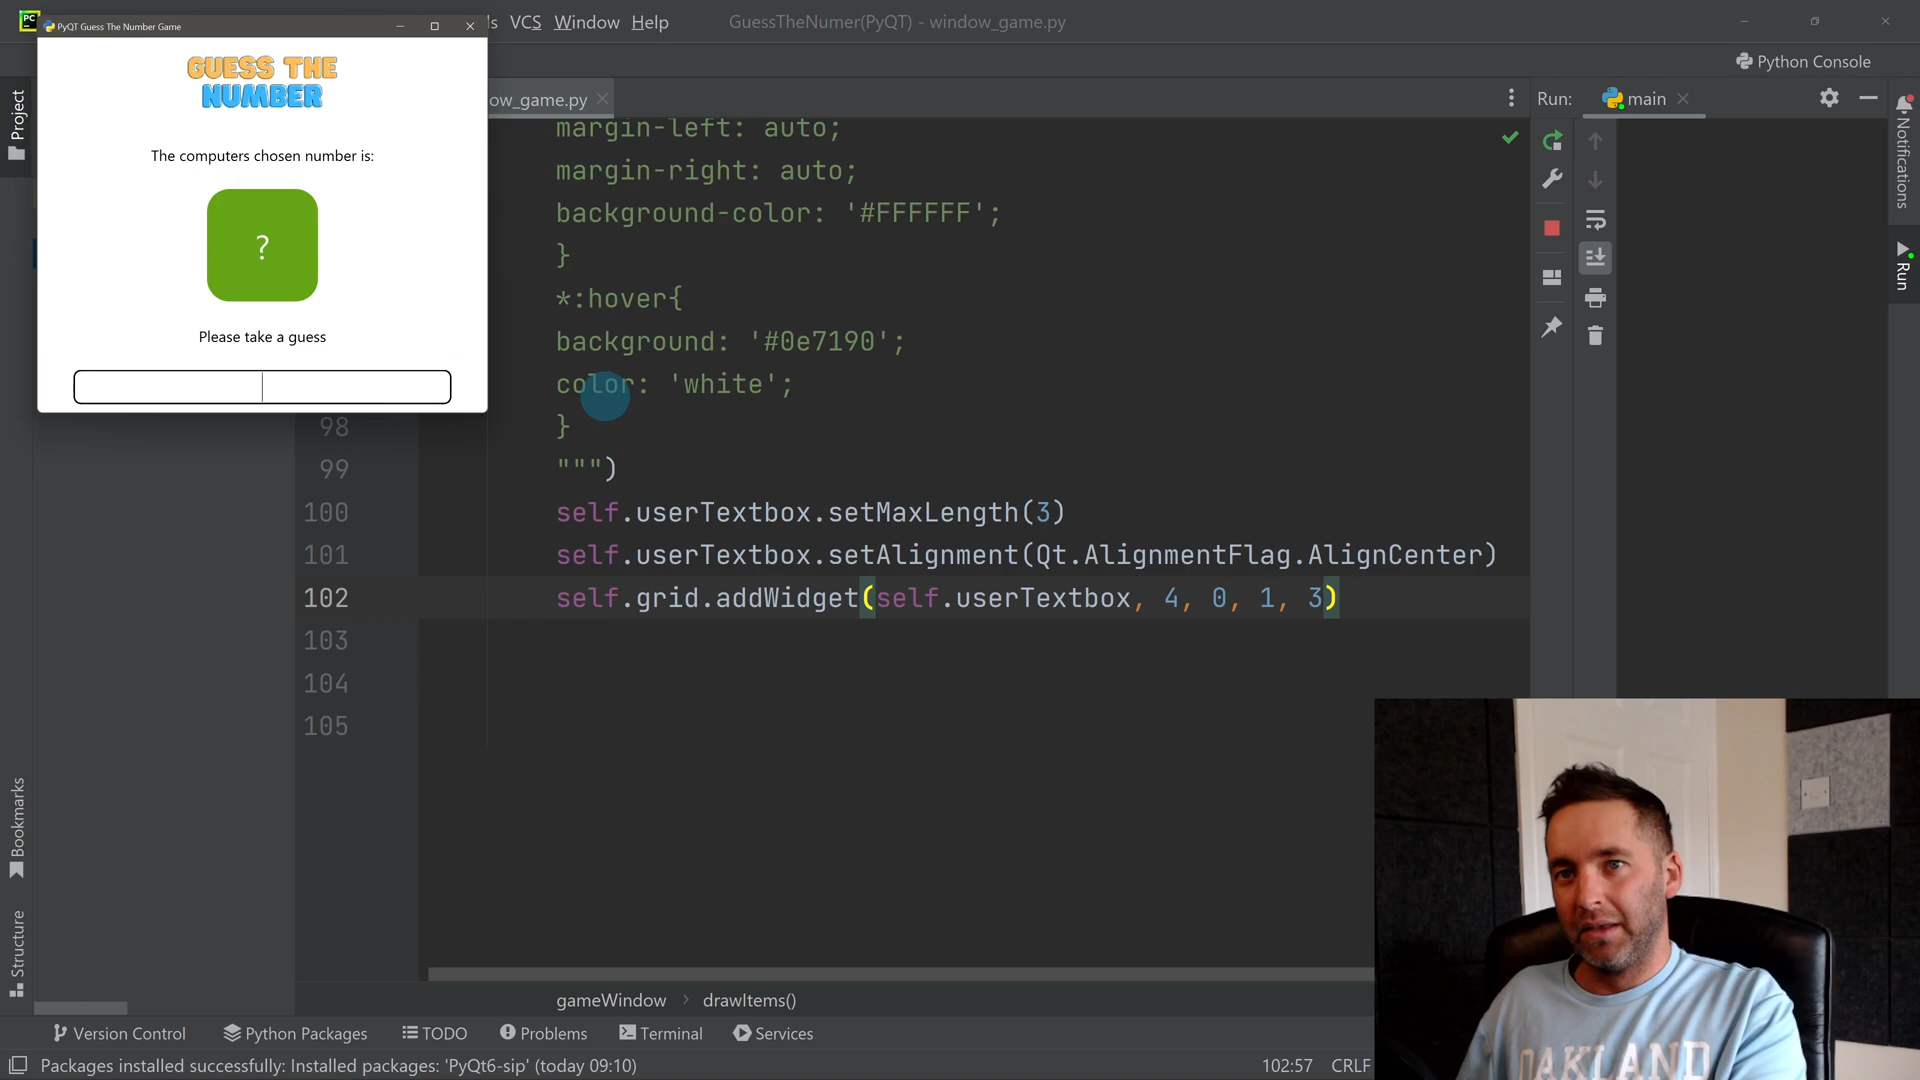 PC
PyQT Guess The Number Game
VCS Window Help
GuessTheNumer(PyQT) - window_game.py
Python Console
GUESS THE
NUMBER
The computers chosen number is:
?
Please take a guess
Project
ow_game.py
Run: main
Notifications
Run
margin-left: auto;
margin-right: auto;
background-color: '#FFFFFF';
}
*:hover{
background: '#0e7190';
color: 'white';
98 }
99 """)
100 self.userTextbox.setMaxLength(3)
101 self.userTextbox.setAlignment(Qt.AlignmentFlag.AlignCenter)
102 self.grid.addWidget(self.userTextbox, 4, 0, 1, 3)
103
104
105
Bookmarks
Structure
gameWindow > drawItems()
Version Control Python Packages TODO Problems Terminal Services
Packages installed successfully: Installed packages: 'PyQt6-sip' (today 09:10)
102:57 CRLF
OAKLAND